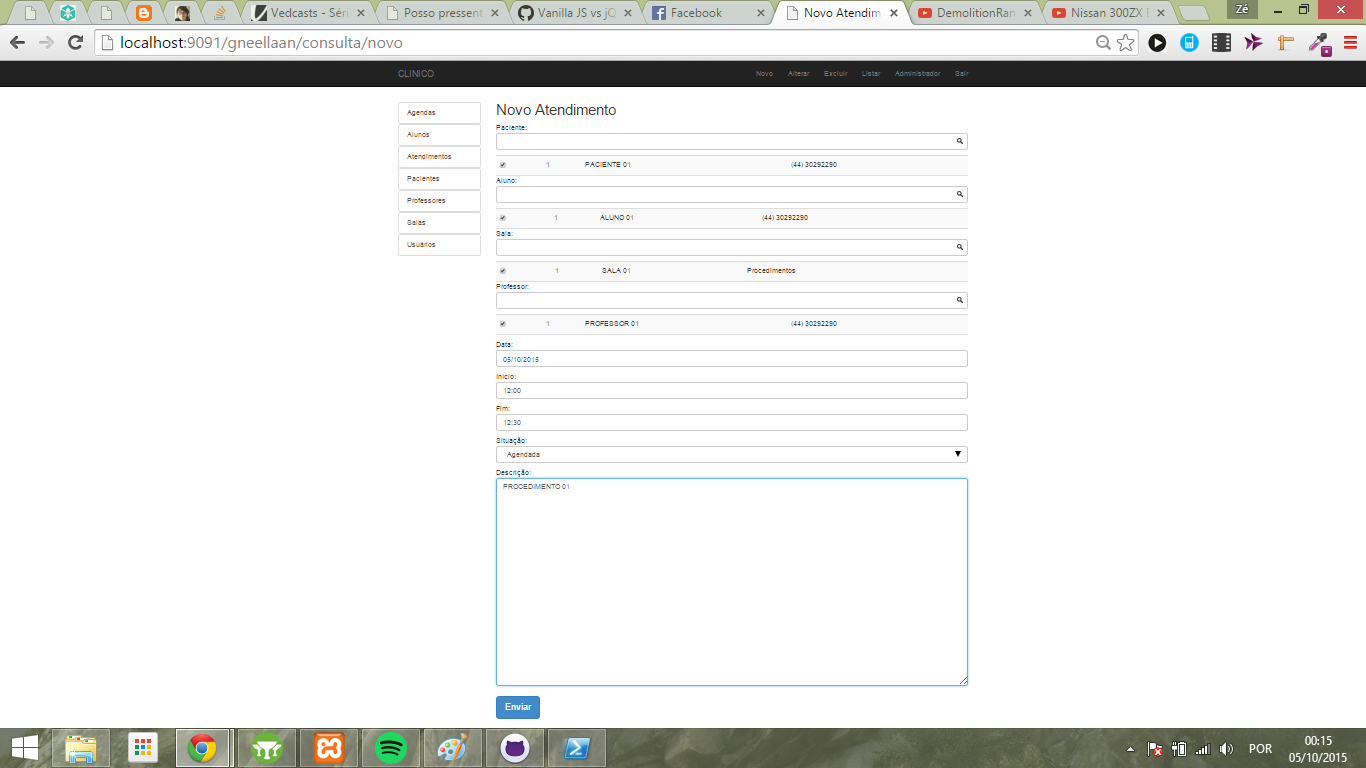 Vedcasts - Séri
Posso pressent
Vanilla JS vs jQ
Facebook
Novo Atendim
DemolitionRan
Nissan 300ZX E
Zé
localhost:9091/gneellaan/consulta/novo
CLINICO
Novo Alterar Excluir Listar Administrador Sair
Agendas
Alunos
Atendimentos
Pacientes
Professores
Salas
Usuários
Novo Atendimento
Paciente:
1 PACIENTE 01 (44) 30292290
Aluno:
1 ALUNO 01 (44) 30292290
Sala:
1 SALA 01 Procedimentos
Professor:
1 PROFESSOR 01 (44) 30292290
Data:
05/10/2015
Inicio:
12:00
Fim:
12:30
Situação:
Agendada
Descrição:
PROCEDIMENTO 01
Enviar
POR
00:15
05/10/2015